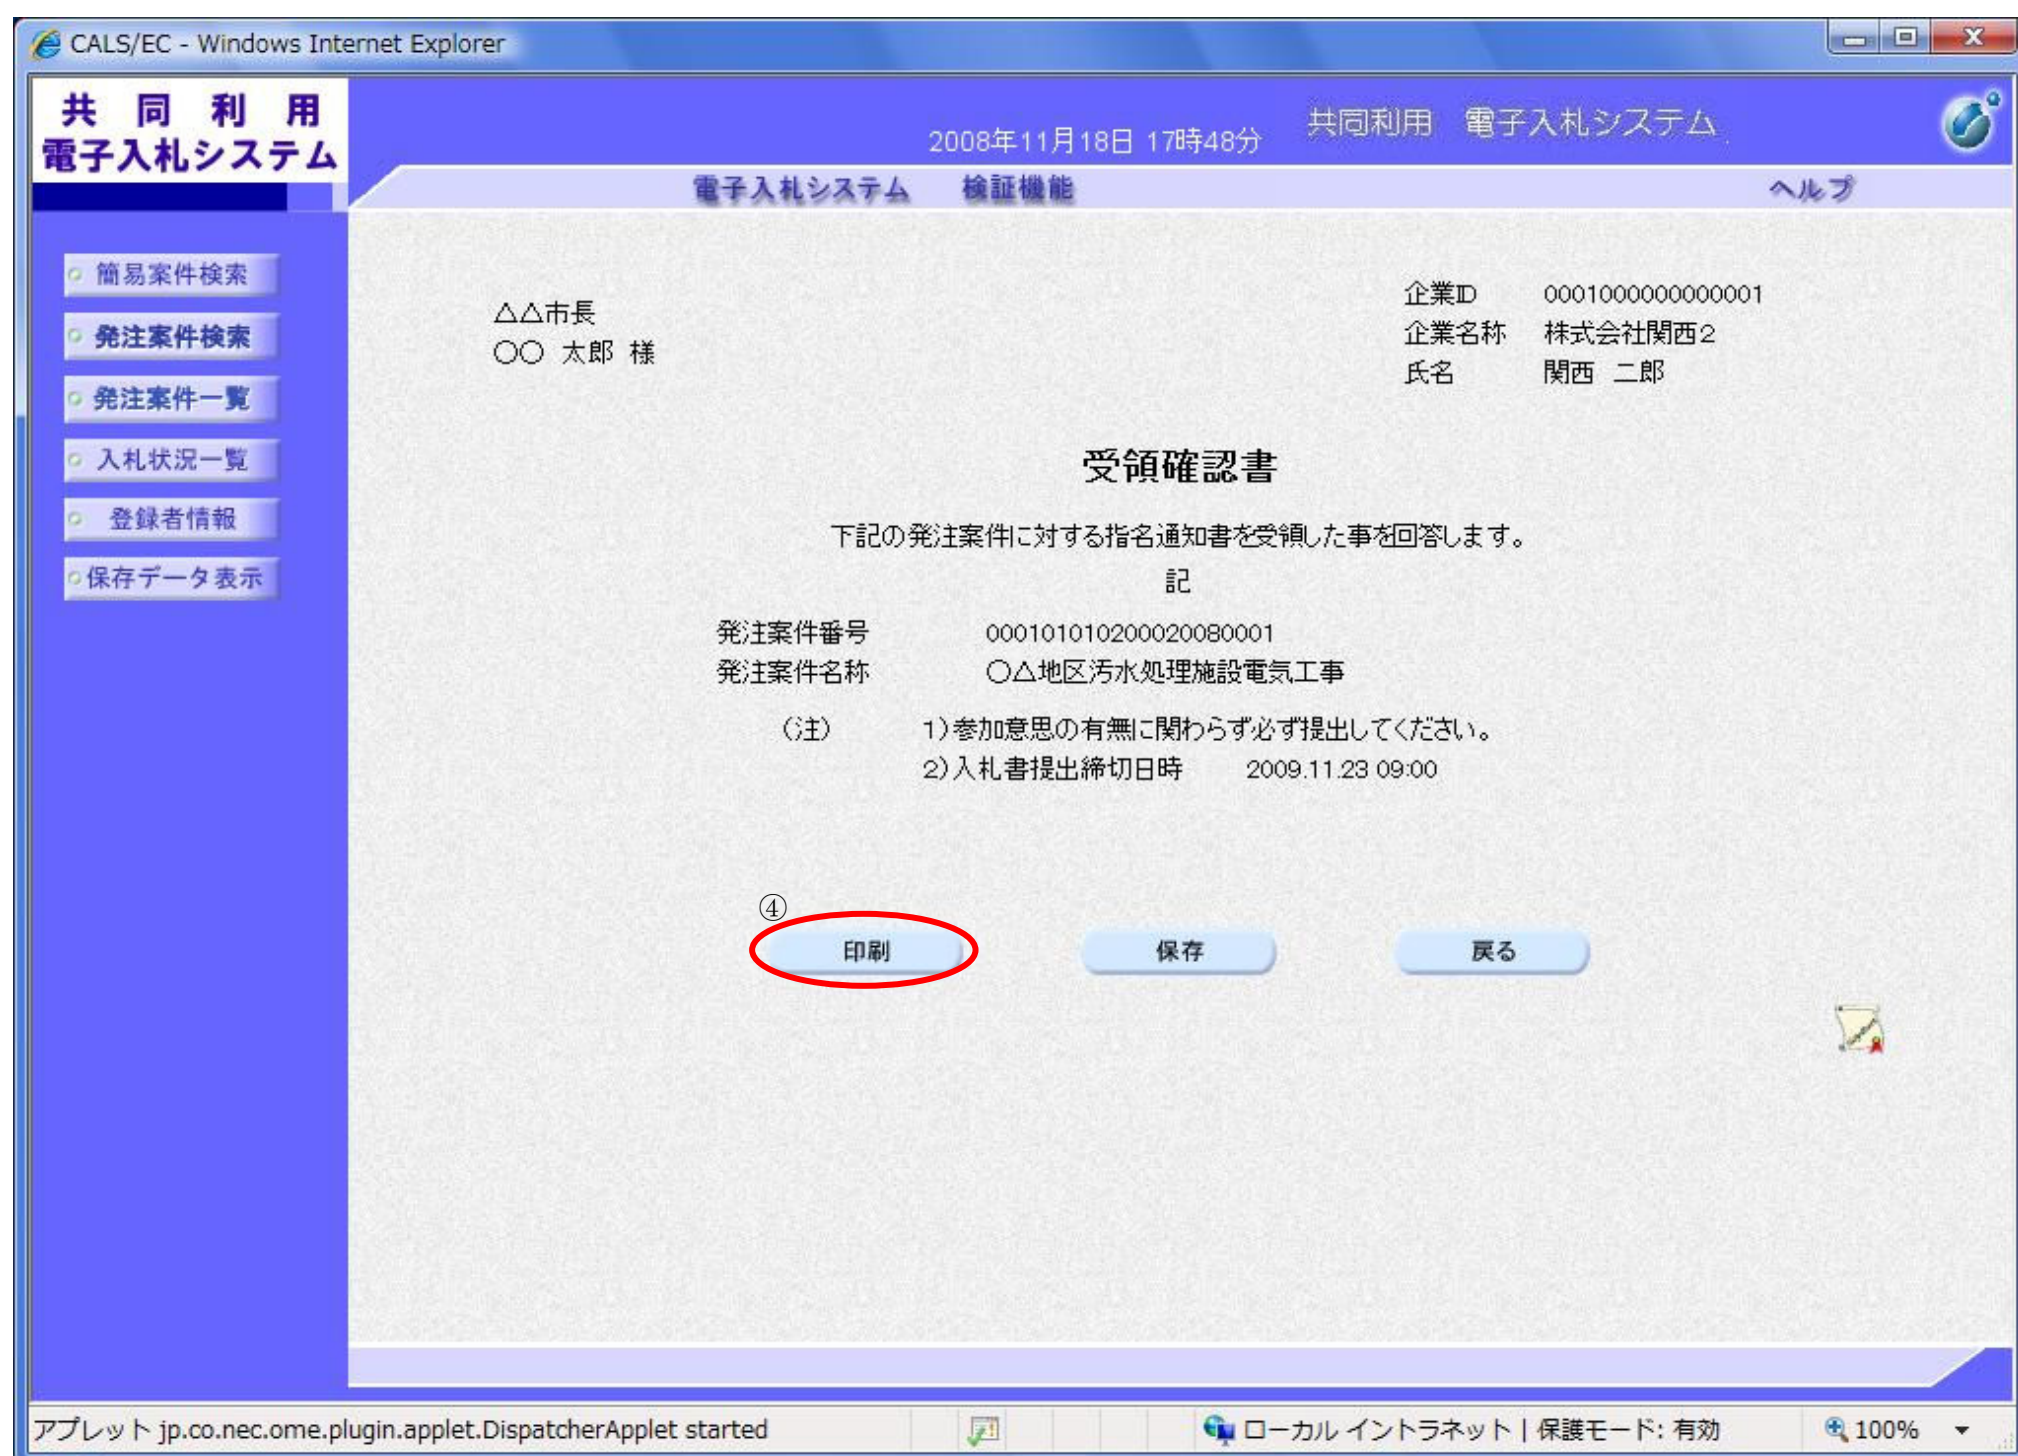 CALS/EC - Windows Internet Explorer
共同利用
電子入札システム
2008年11月18日 17時48分
共同利用 電子入札システム
電子入札システム 検証機能 ヘルプ
簡易案件検索
発注案件検索
発注案件一覧
入札状況一覧
登録者情報
保存データ表示
△△市長
〇〇 太郎 様
企業ID 0001000000000001
企業名称 株式会社関西2
氏名 関西 二郎
受領確認書
下記の発注案件に対する指名通知書を受領した事を回答します。
記
発注案件番号 000101010200020080001
発注案件名称 〇△地区汚水処理施設電気工事
(注) 1)参加意思の有無に関わらず必ず提出してください。
2)入札書提出締切日時 2009.11.23 09:00
④
印刷 保存 戻る
アプレット jp.co.nec.ome.plugin.applet.DispatcherApplet started
ローカル イントラネット | 保護モード: 有効
100%